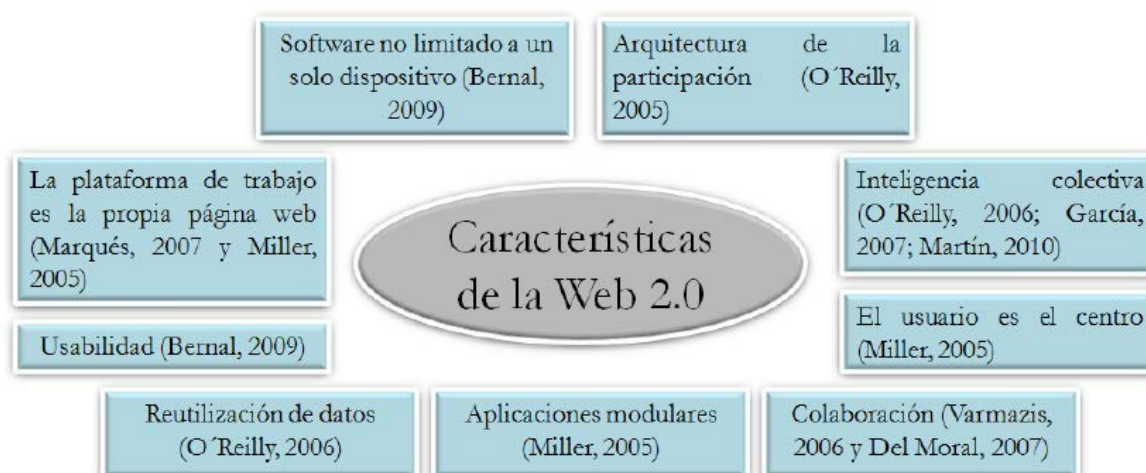 Software no limitado a un
solo dispositivo (Bernal,
2009)
Arquitectura de la
participación (O´Reilly,
2005)
La plataforma de trabajo
es la propia página web
(Marqués, 2007 y Miller,
2005)
Características
de la Web 2.0
Inteligencia colectiva
(O´Reilly, 2006; García,
2007; Martín, 2010)
Usabilidad (Bernal, 2009)
El usuario es el centro
(Miller, 2005)
Reutilización de datos
(O´Reilly, 2006)
Aplicaciones modulares
(Miller, 2005)
Colaboración (Varmazis,
2006 y Del Moral, 2007)